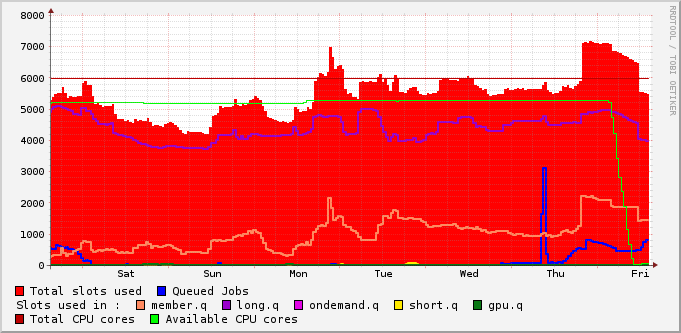 8000
7000
6000
5000
4000
3000
2000
1000
0
Sat Sun Mon Tue Wed Thu Fri
Total slots used Queued Jobs
Slots used in : member.q long.q ondemand.q short.q gpu.q
Total CPU cores Available CPU cores
RRDTOOL / TOBI OETIKER